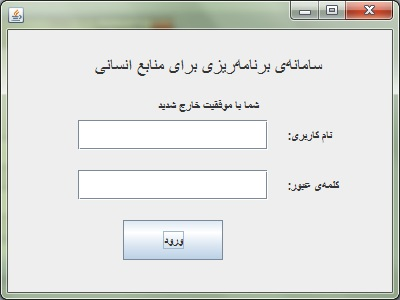 سامانه‌ی برنامه‌ریزی برای منابع انسانی
شما با موفقیت خارج شدید
نام کاربری:
کلمه‌ی عبور:
ورود